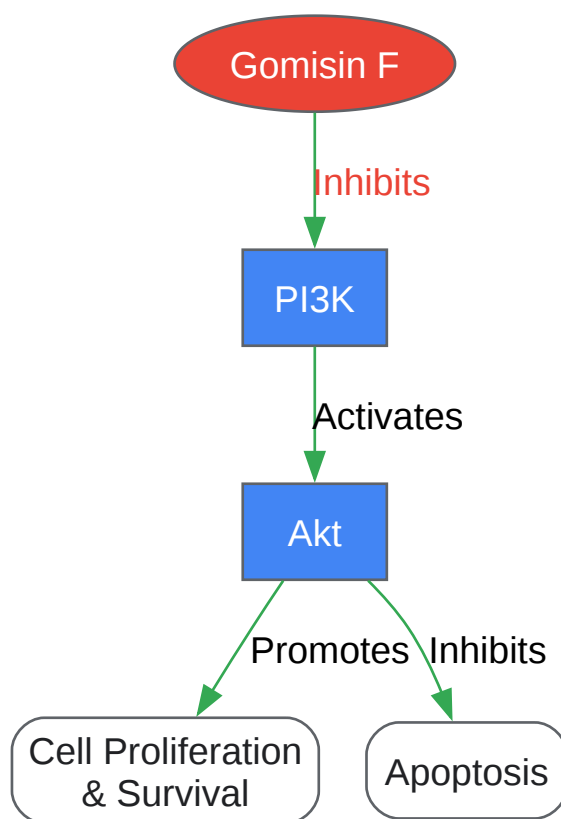 Gomisin F
Inhibits
PI3K
Activates
Akt
Promotes
Inhibits
Cell Proliferation
& Survival
Apoptosis